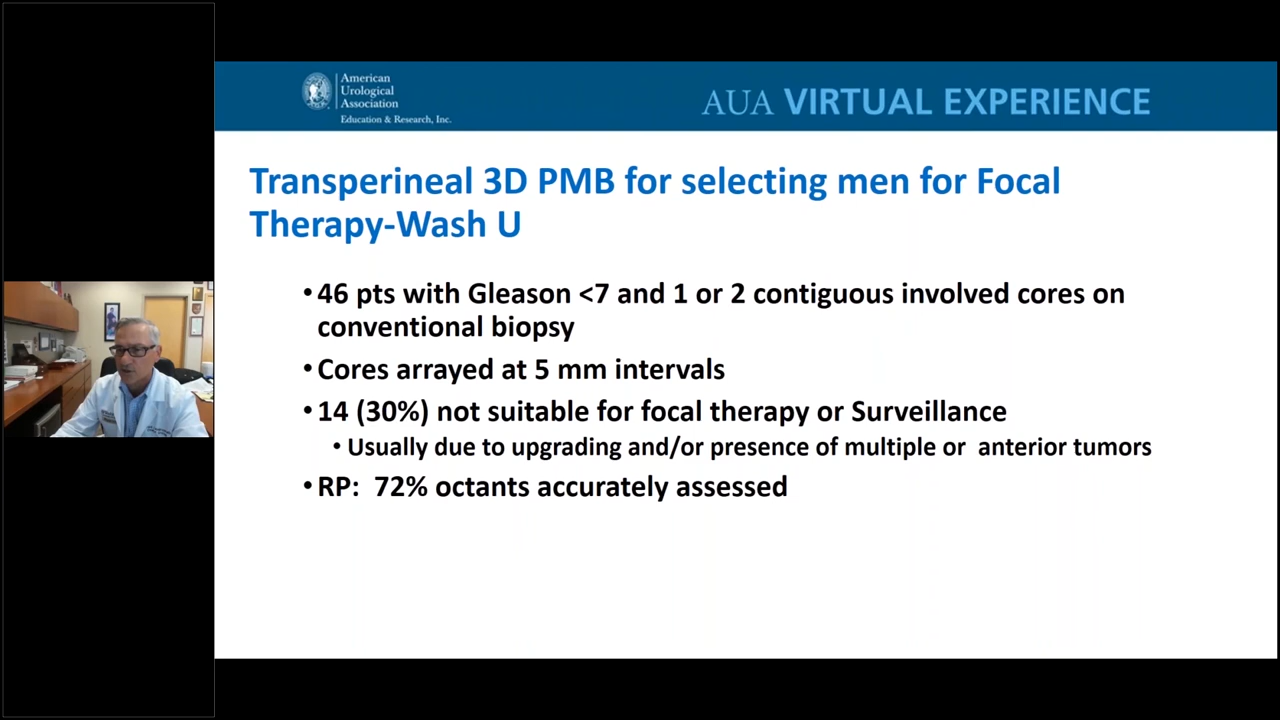 American
Urological
Association
Education & Research, Inc.
AUA VIRTUAL EXPERIENCE
Transperineal 3D PMB for selecting men for Focal
Therapy-Wash U
•46 pts with Gleason <7 and 1 or 2 contiguous involved cores on
conventional biopsy
•Cores arrayed at 5 mm intervals
•14 (30%) not suitable for focal therapy or Surveillance
• Usually due to upgrading and/or presence of multiple or  anterior tumors
•RP:  72% octants accurately assessed